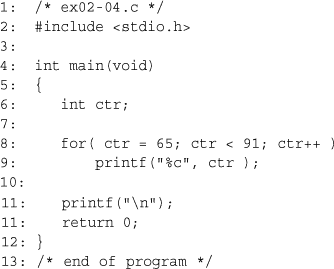 1:  /* ex02-04.c */
2:  #include <stdio.h>
3:
4:  int main(void)
5:  {
6:     int ctr;
7:
8:     for( ctr = 65; ctr < 91; ctr++ )
9:         printf("%c", ctr );
10:
11:    printf("\n");
11:    return 0;
12: }
13: /* end of program */